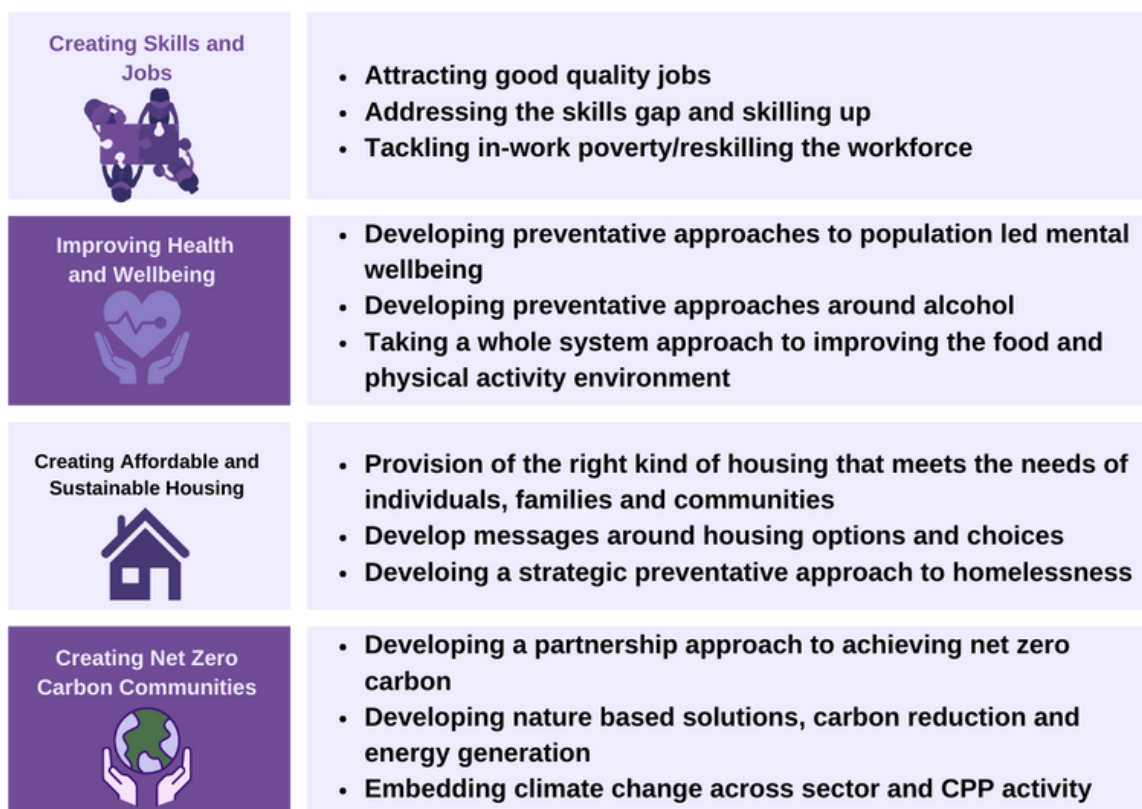 Creating Skills and
Jobs
• Attracting good quality jobs
• Addressing the skills gap and skilling up
• Tackling in-work poverty/reskilling the workforce
Improving Health
and Wellbeing
• Developing preventative approaches to population led mental
wellbeing
• Developing preventative approaches around alcohol
• Taking a whole system approach to improving the food and
physical activity environment
Creating Affordable and
Sustainable Housing
• Provision of the right kind of housing that meets the needs of
individuals, families and communities
• Develop messages around housing options and choices
• Develoing a strategic preventative approach to homelessness
Creating Net Zero
Carbon Communities
• Developing a partnership approach to achieving net zero
carbon
• Developing nature based solutions, carbon reduction and
energy generation
• Embedding climate change across sector and CPP activity